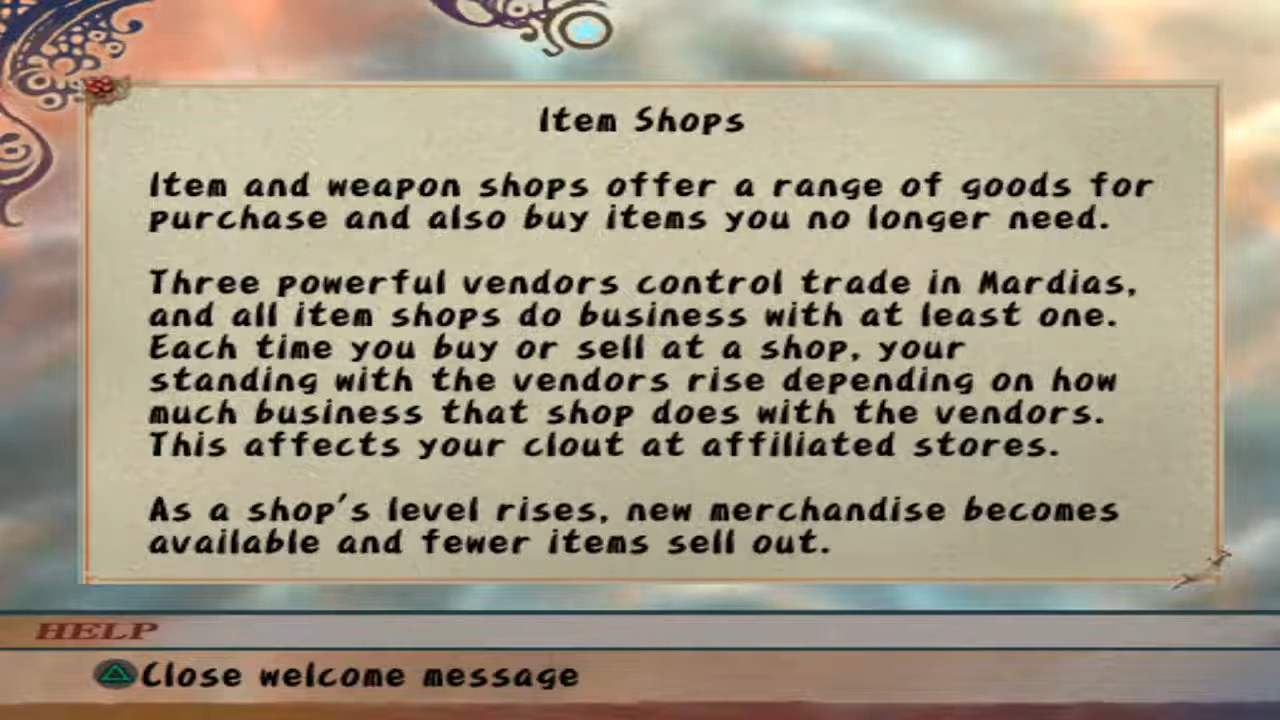 Item Shops
Item and weapon shops offer a range of goods for
purchase and also buy items you no longer need.
Three powerful vendors control trade in Mardias,
and all item shops do business with at least one.
Each time you buy or sell at a shop, your
standing with the vendors rise depending on how
much business that shop does with the vendors.
This affects your clout at affiliated stores.
As a shop's level rises, new merchandise becomes
available and fewer items sell out.
HELP
Close welcome message